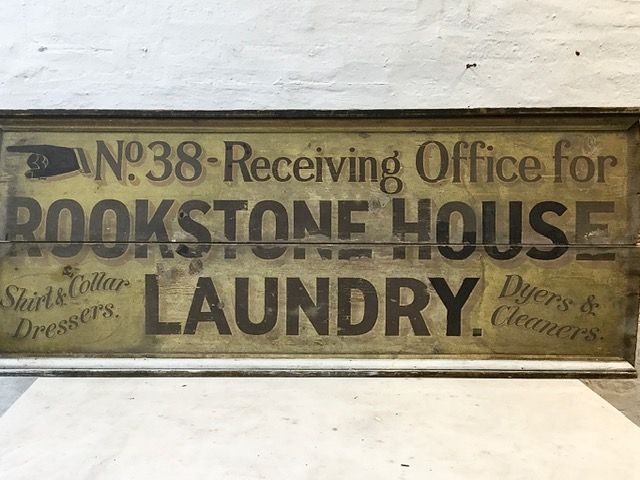 Nº 38 - Receiving Office for
ROOKSTONE HOUSE
LAUNDRY.
Shirt & Collar
Dressers.
Dyers &
Cleaners.